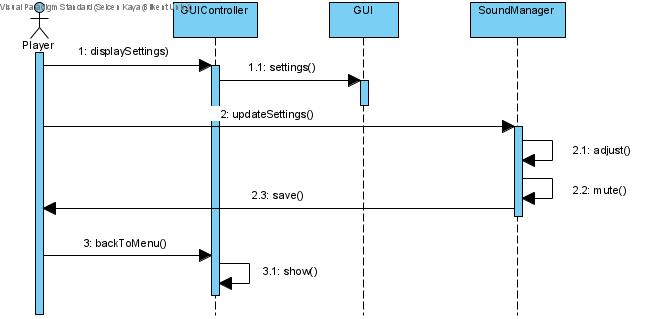 Visual Paradigm Standard (Selcen Kaya(Bilkent Univ.))
GUIController
GUI
SoundManager
Player
1: displaySettings)
1.1: settings()
2: updateSettings()
2.1: adjust()
2.2: mute()
2.3: save()
3: backToMenu()
3.1: show()